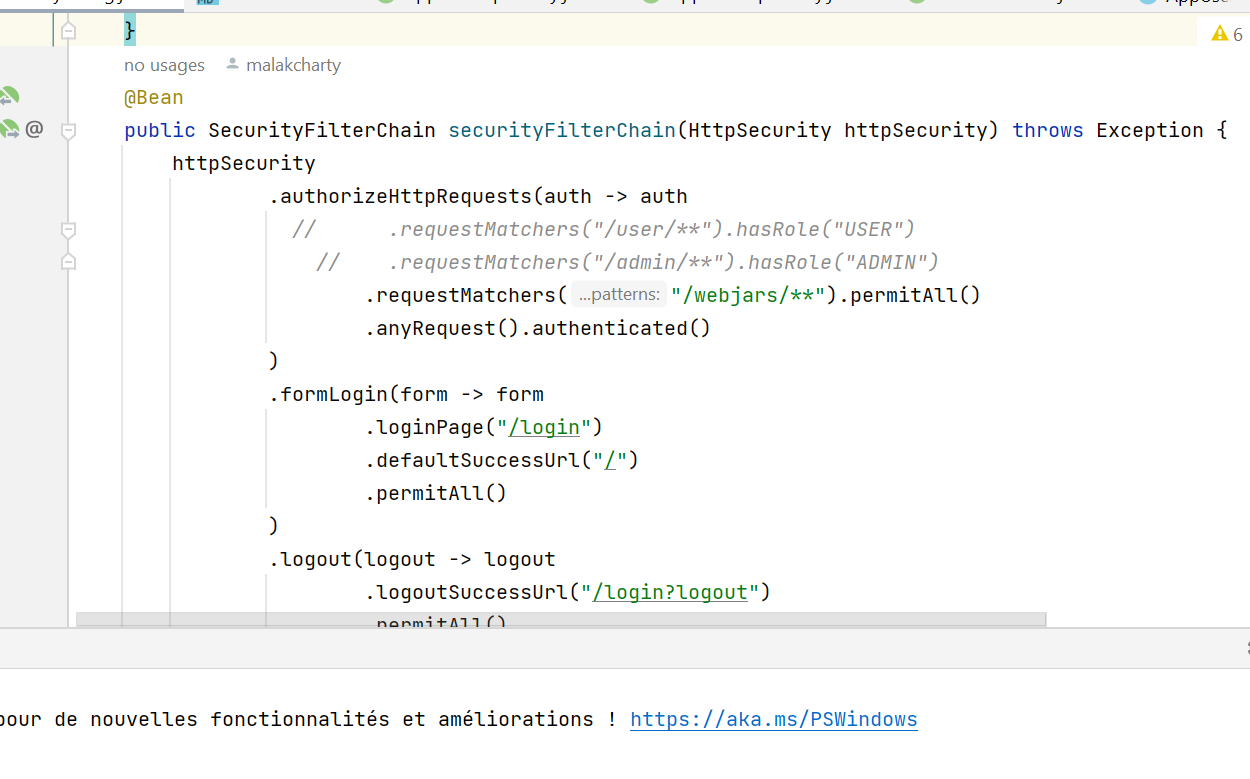 }
6
no usages malakcharty
@Bean
@ public SecurityFilterChain securityFilterChain(HttpSecurity httpSecurity) throws Exception {
httpSecurity
.authorizeHttpRequests(auth -> auth
// .requestMatchers("/user/**").hasRole("USER")
// .requestMatchers("/admin/**").hasRole("ADMIN")
.requestMatchers( ...patterns: "/webjars/**").permitAll()
.anyRequest().authenticated()
)
.formLogin(form -> form
.loginPage("/login")
.defaultSuccessUrl("/")
.permitAll()
)
.logout(logout -> logout
.logoutSuccessUrl("/login?logout")
.permitAll()
pour de nouvelles fonctionnalités et améliorations ! https://aka.ms/PSWindows